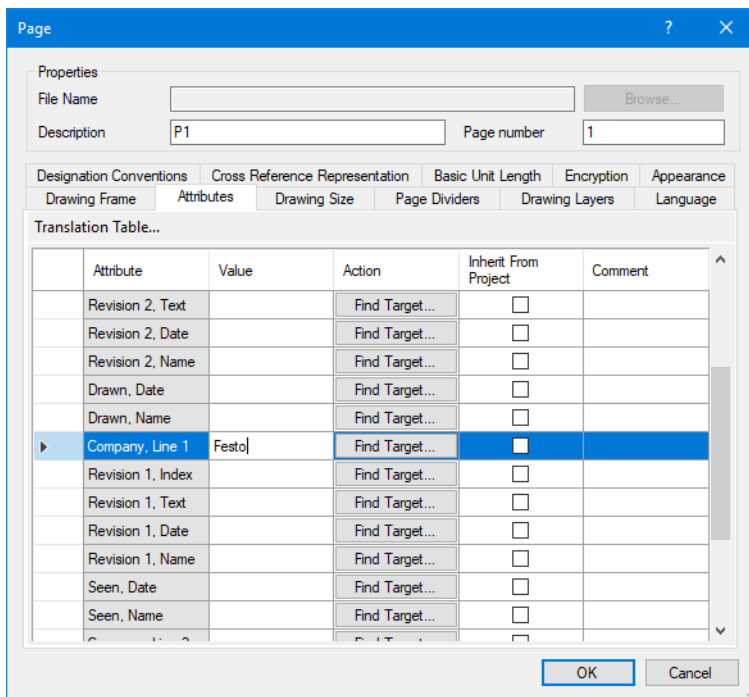 Page
Properties
File Name Browse...
Description P1 Page number 1
Designation Conventions Cross Reference Representation Basic Unit Length Encryption Appearance
Drawing Frame Attributes Drawing Size Page Dividers Drawing Layers Language
Translation Table...
Attribute Value Action Inherit From Project Comment
Revision 2, Text Find Target...
Revision 2, Date Find Target...
Revision 2, Name Find Target...
Drawn, Date Find Target...
Drawn, Name Find Target...
Company, Line 1 Festo Find Target...
Revision 1, Index Find Target...
Revision 1, Text Find Target...
Revision 1, Date Find Target...
Revision 1, Name Find Target...
Seen, Date Find Target...
Seen, Name Find Target...
OK Cancel